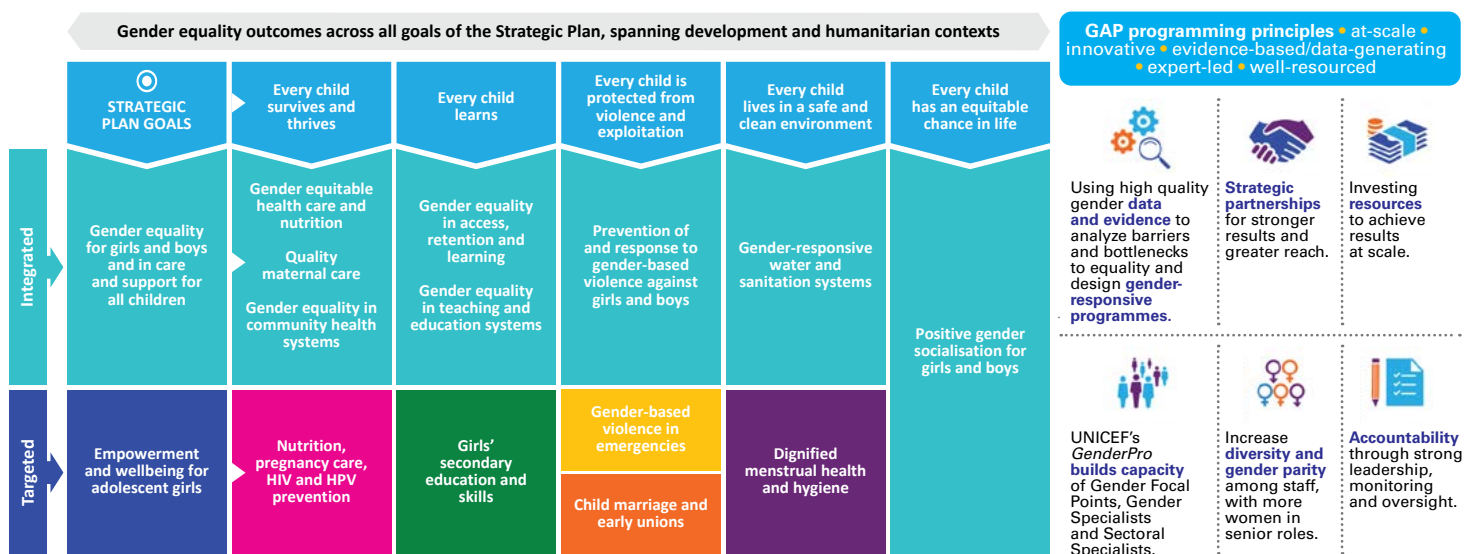 Gender equality outcomes across all goals of the Strategic Plan, spanning development and humanitarian contexts
STRATEGIC
PLAN GOALS
Every child
survives and
thrives
Every child
learns
Every child is
protected from
violence and
exploitation
Every child
lives in a safe and
clean environment
Every child
has an equitable
chance in life
Integrated
Gender equality
for girls and boys
and in care
and support for
all children
Gender equitable
health care and
nutrition
Quality
maternal care
Gender equality in
community health
systems
Gender equality
in access,
retention and
learning
Gender equality
in teaching and
education systems
Prevention of
and response to
gender-based
violence against
girls and boys
Gender-responsive
water and
sanitation systems
Positive gender
socialisation for
girls and boys
Targeted
Empowerment
and wellbeing for
adolescent girls
Nutrition,
pregnancy care,
HIV and HPV
prevention
Girls’
secondary
education and
skills
Gender-based
violence in
emergencies
Child marriage and
early unions
Dignified
menstrual health
and hygiene
GAP programming principles • at-scale •
innovative • evidence-based/data-generating
• expert-led • well-resourced
Using high quality
gender data
and evidence to
analyze barriers
and bottlenecks
to equality and
design gender-
responsive
programmes.
Strategic
partnerships
for stronger
results and
greater reach.
Investing
resources
to achieve
results
at scale.
UNICEF’s
GenderPro
builds capacity
of Gender Focal
Points, Gender
Specialists
and Sectoral
Specialists.
Increase
diversity and
gender parity
among staff,
with more
women in
senior roles.
Accountability
through strong
leadership,
monitoring
and oversight.